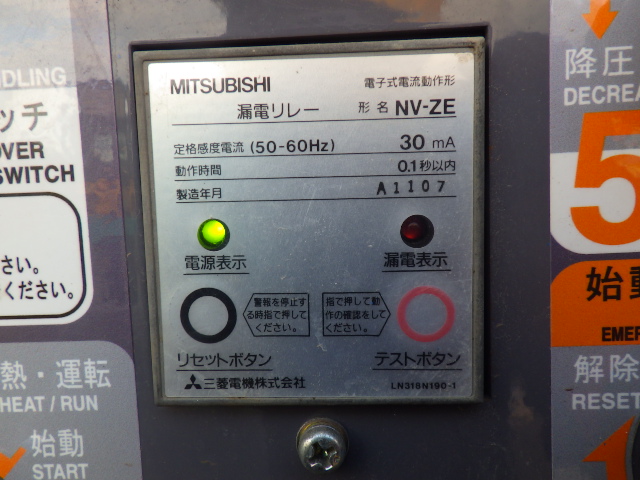 NDLING
ッチ
OVER
SWITCH
さい。
ください。
熱・運転
HEAT / RUN
始動
START
MITSUBISHI 電子式電流動作形
漏電リレー 形名 NV-ZE
定格感度電流 (50-60Hz) 30 mA
動作時間 0.1秒以内
製造年月 A1107
電源表示 漏電表示
警報を停止す
る時指で押して
ください。
指で押して動
作の確認をして
ください。
リセットボタン テストボタン
三菱電機株式会社 LN318N190-1
降圧
DECREA
5
始動
EMER
解除
RESET